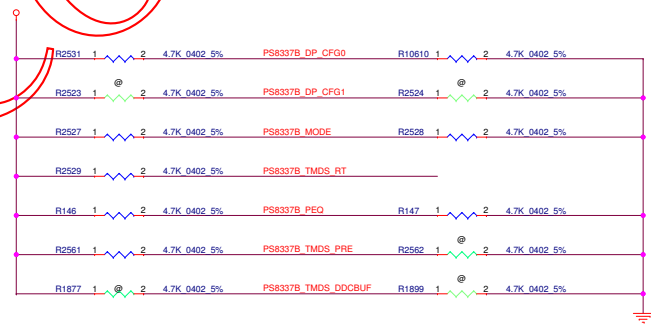 R2531 1 2 4.7K_0402_5% PS8337B_DP_CFG0 R10610 1 2 4.7K_0402_5%
@ @
R2523 1 2 4.7K_0402_5% PS8337B_DP_CFG1 R2524 1 2 4.7K_0402_5%
R2527 1 2 4.7K_0402_5% PS8337B_MODE R2528 1 2 4.7K_0402_5%
R2529 1 2 4.7K_0402_5% PS8337B_TMDS_RT
R146 1 2 4.7K_0402_5% PS8337B_PEQ R147 1 2 4.7K_0402_5%
@
R2561 1 2 4.7K_0402_5% PS8337B_TMDS_PRE R2562 1 2 4.7K_0402_5%
@
R1877 1 @ 2 4.7K_0402_5% PS8337B_TMDS_DDCBUF R1899 1 2 4.7K_0402_5%